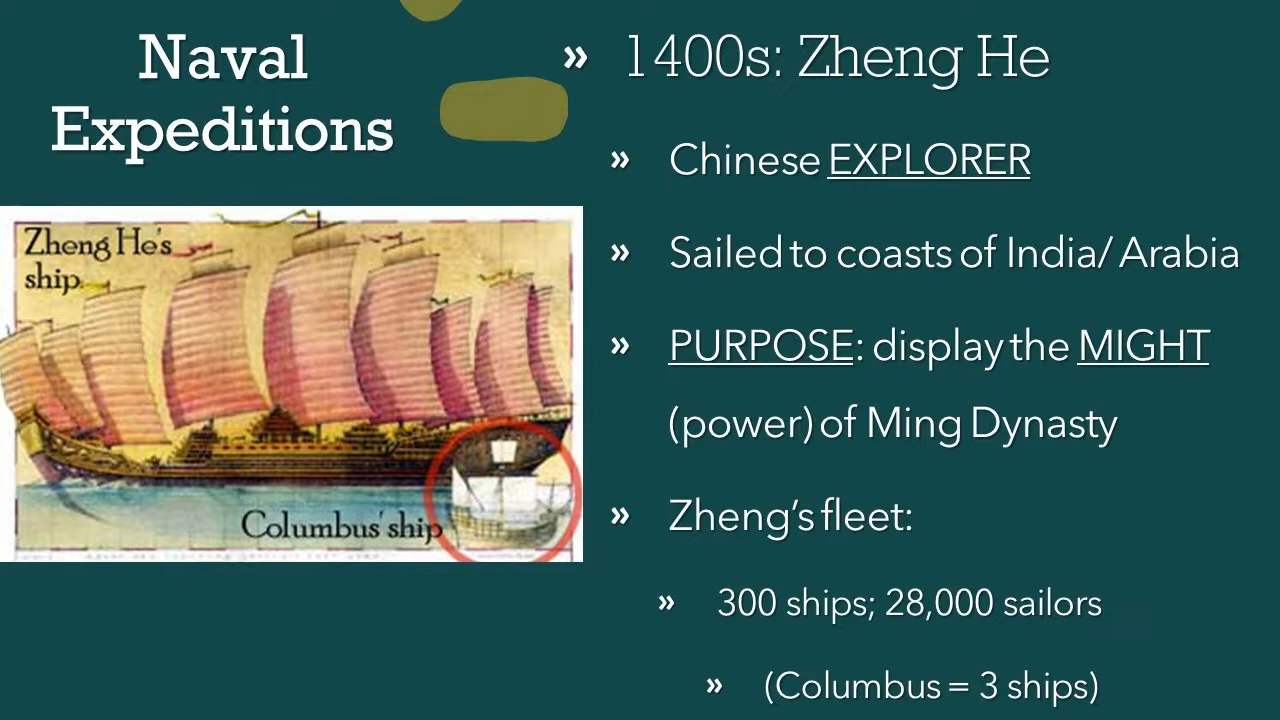 Naval
Expeditions
» 1400s: Zheng He
» Chinese EXPLORER
» Sailed to coasts of India/ Arabia
» PURPOSE: display the MIGHT
(power) of Ming Dynasty
» Zheng’s fleet:
» 300 ships; 28,000 sailors
» (Columbus = 3 ships)
Zheng He's
ship
Columbus' ship